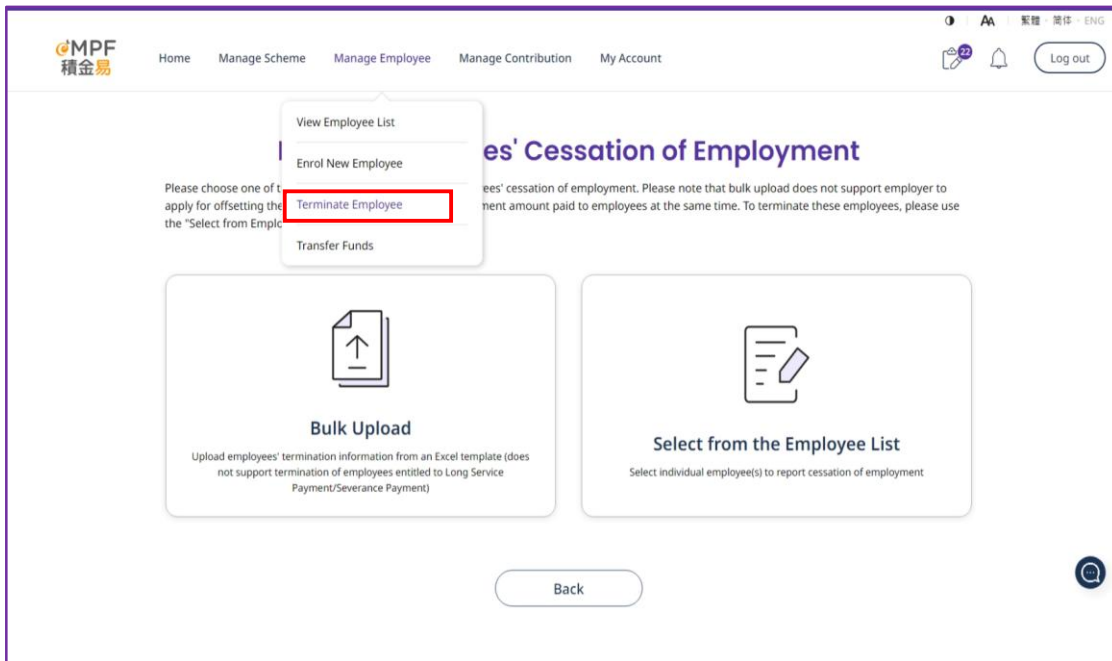 AA 繁體 · 简体 · ENG
eMPF
積金易
Home Manage Scheme Manage Employee Manage Contribution My Account
22
Log out
View Employee List
Enrol New Employee
Terminate Employee
Transfer Funds
es' Cessation of Employment
Please choose one of t ees' cessation of employment. Please note that bulk upload does not support employer to
apply for offsetting the ment amount paid to employees at the same time. To terminate these employees, please use
the "Select from Emplo
Bulk Upload
Upload employees' termination information from an Excel template (does
not support termination of employees entitled to Long Service
Payment/Severance Payment)
Select from the Employee List
Select individual employee(s) to report cessation of employment
Back